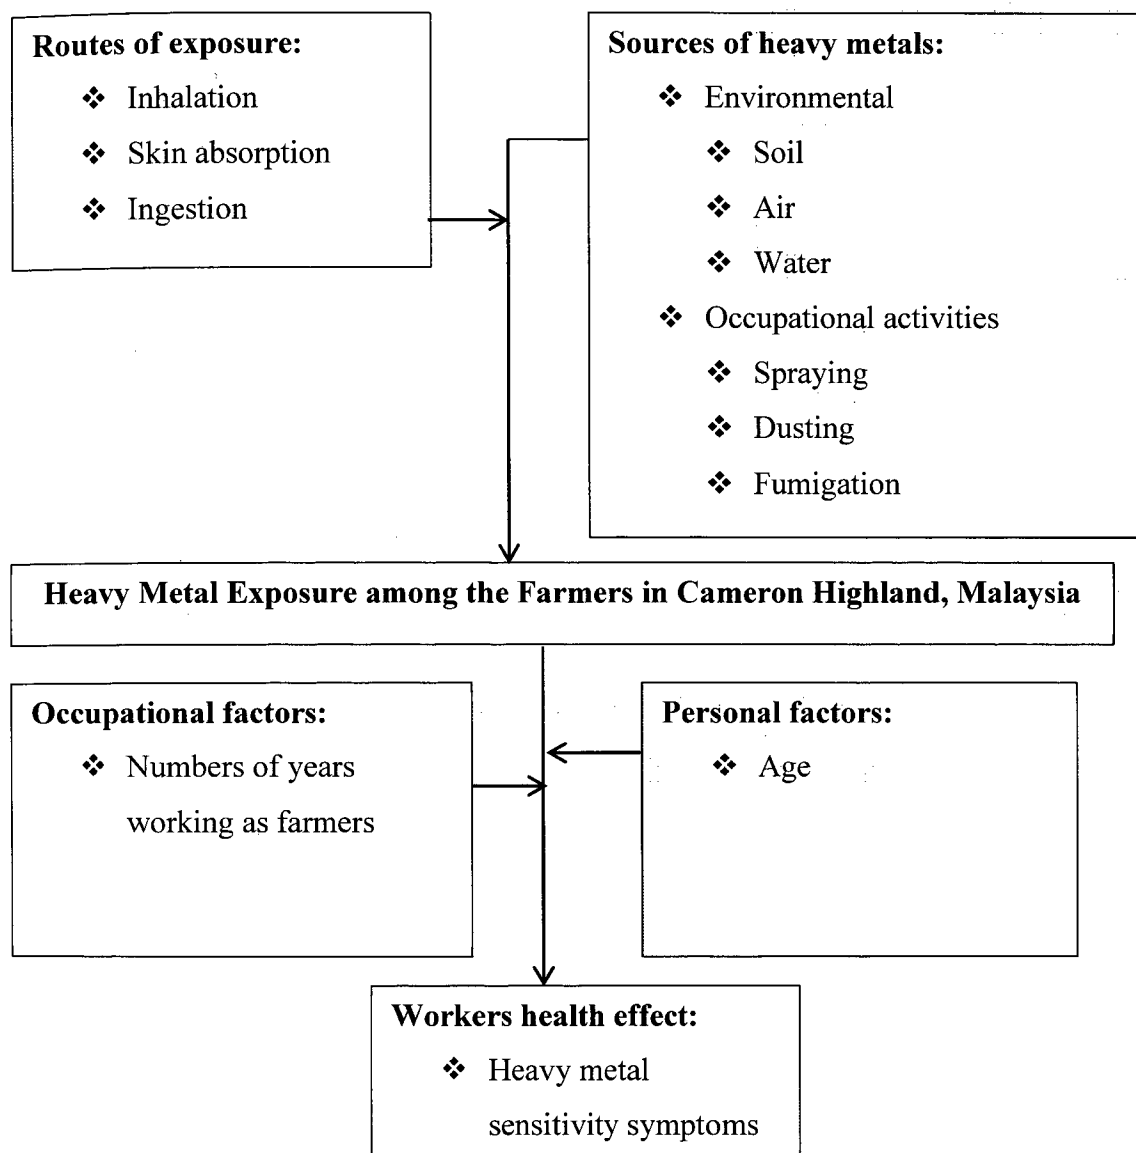 Routes of exposure:
❖ Inhalation
❖ Skin absorption
❖ Ingestion
Sources of heavy metals:
❖ Environmental
❖ Soil
❖ Air
❖ Water
❖ Occupational activities
❖ Spraying
❖ Dusting
❖ Fumigation
Heavy Metal Exposure among the Farmers in Cameron Highland, Malaysia
Occupational factors:
❖ Numbers of years
working as farmers
Personal factors:
❖ Age
Workers health effect:
❖ Heavy metal
sensitivity symptoms